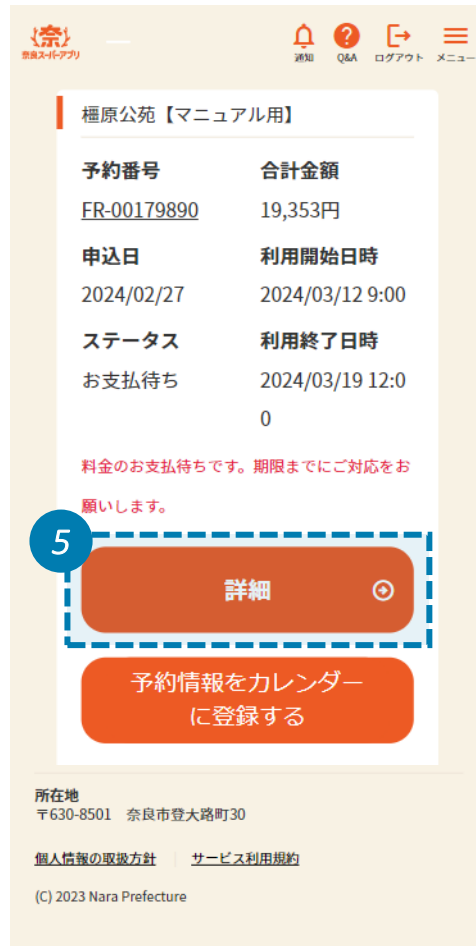 奈
奈良スーパーアプリ
通知 Q&A ログアウト メニュー
橿原公苑【マニュアル用】
予約番号 合計金額
FR-00179890 19,353円
申込日 利用開始日時
2024/02/27 2024/03/12 9:00
ステータス 利用終了日時
お支払待ち 2024/03/19 12:0
0
料金のお支払待ちです。期限までにご対応をお
願いします。
5
詳細
予約情報をカレンダー
に登録する
所在地
〒630-8501 奈良市登大路町30
個人情報の取扱方針 サービス利用規約
(C) 2023 Nara Prefecture